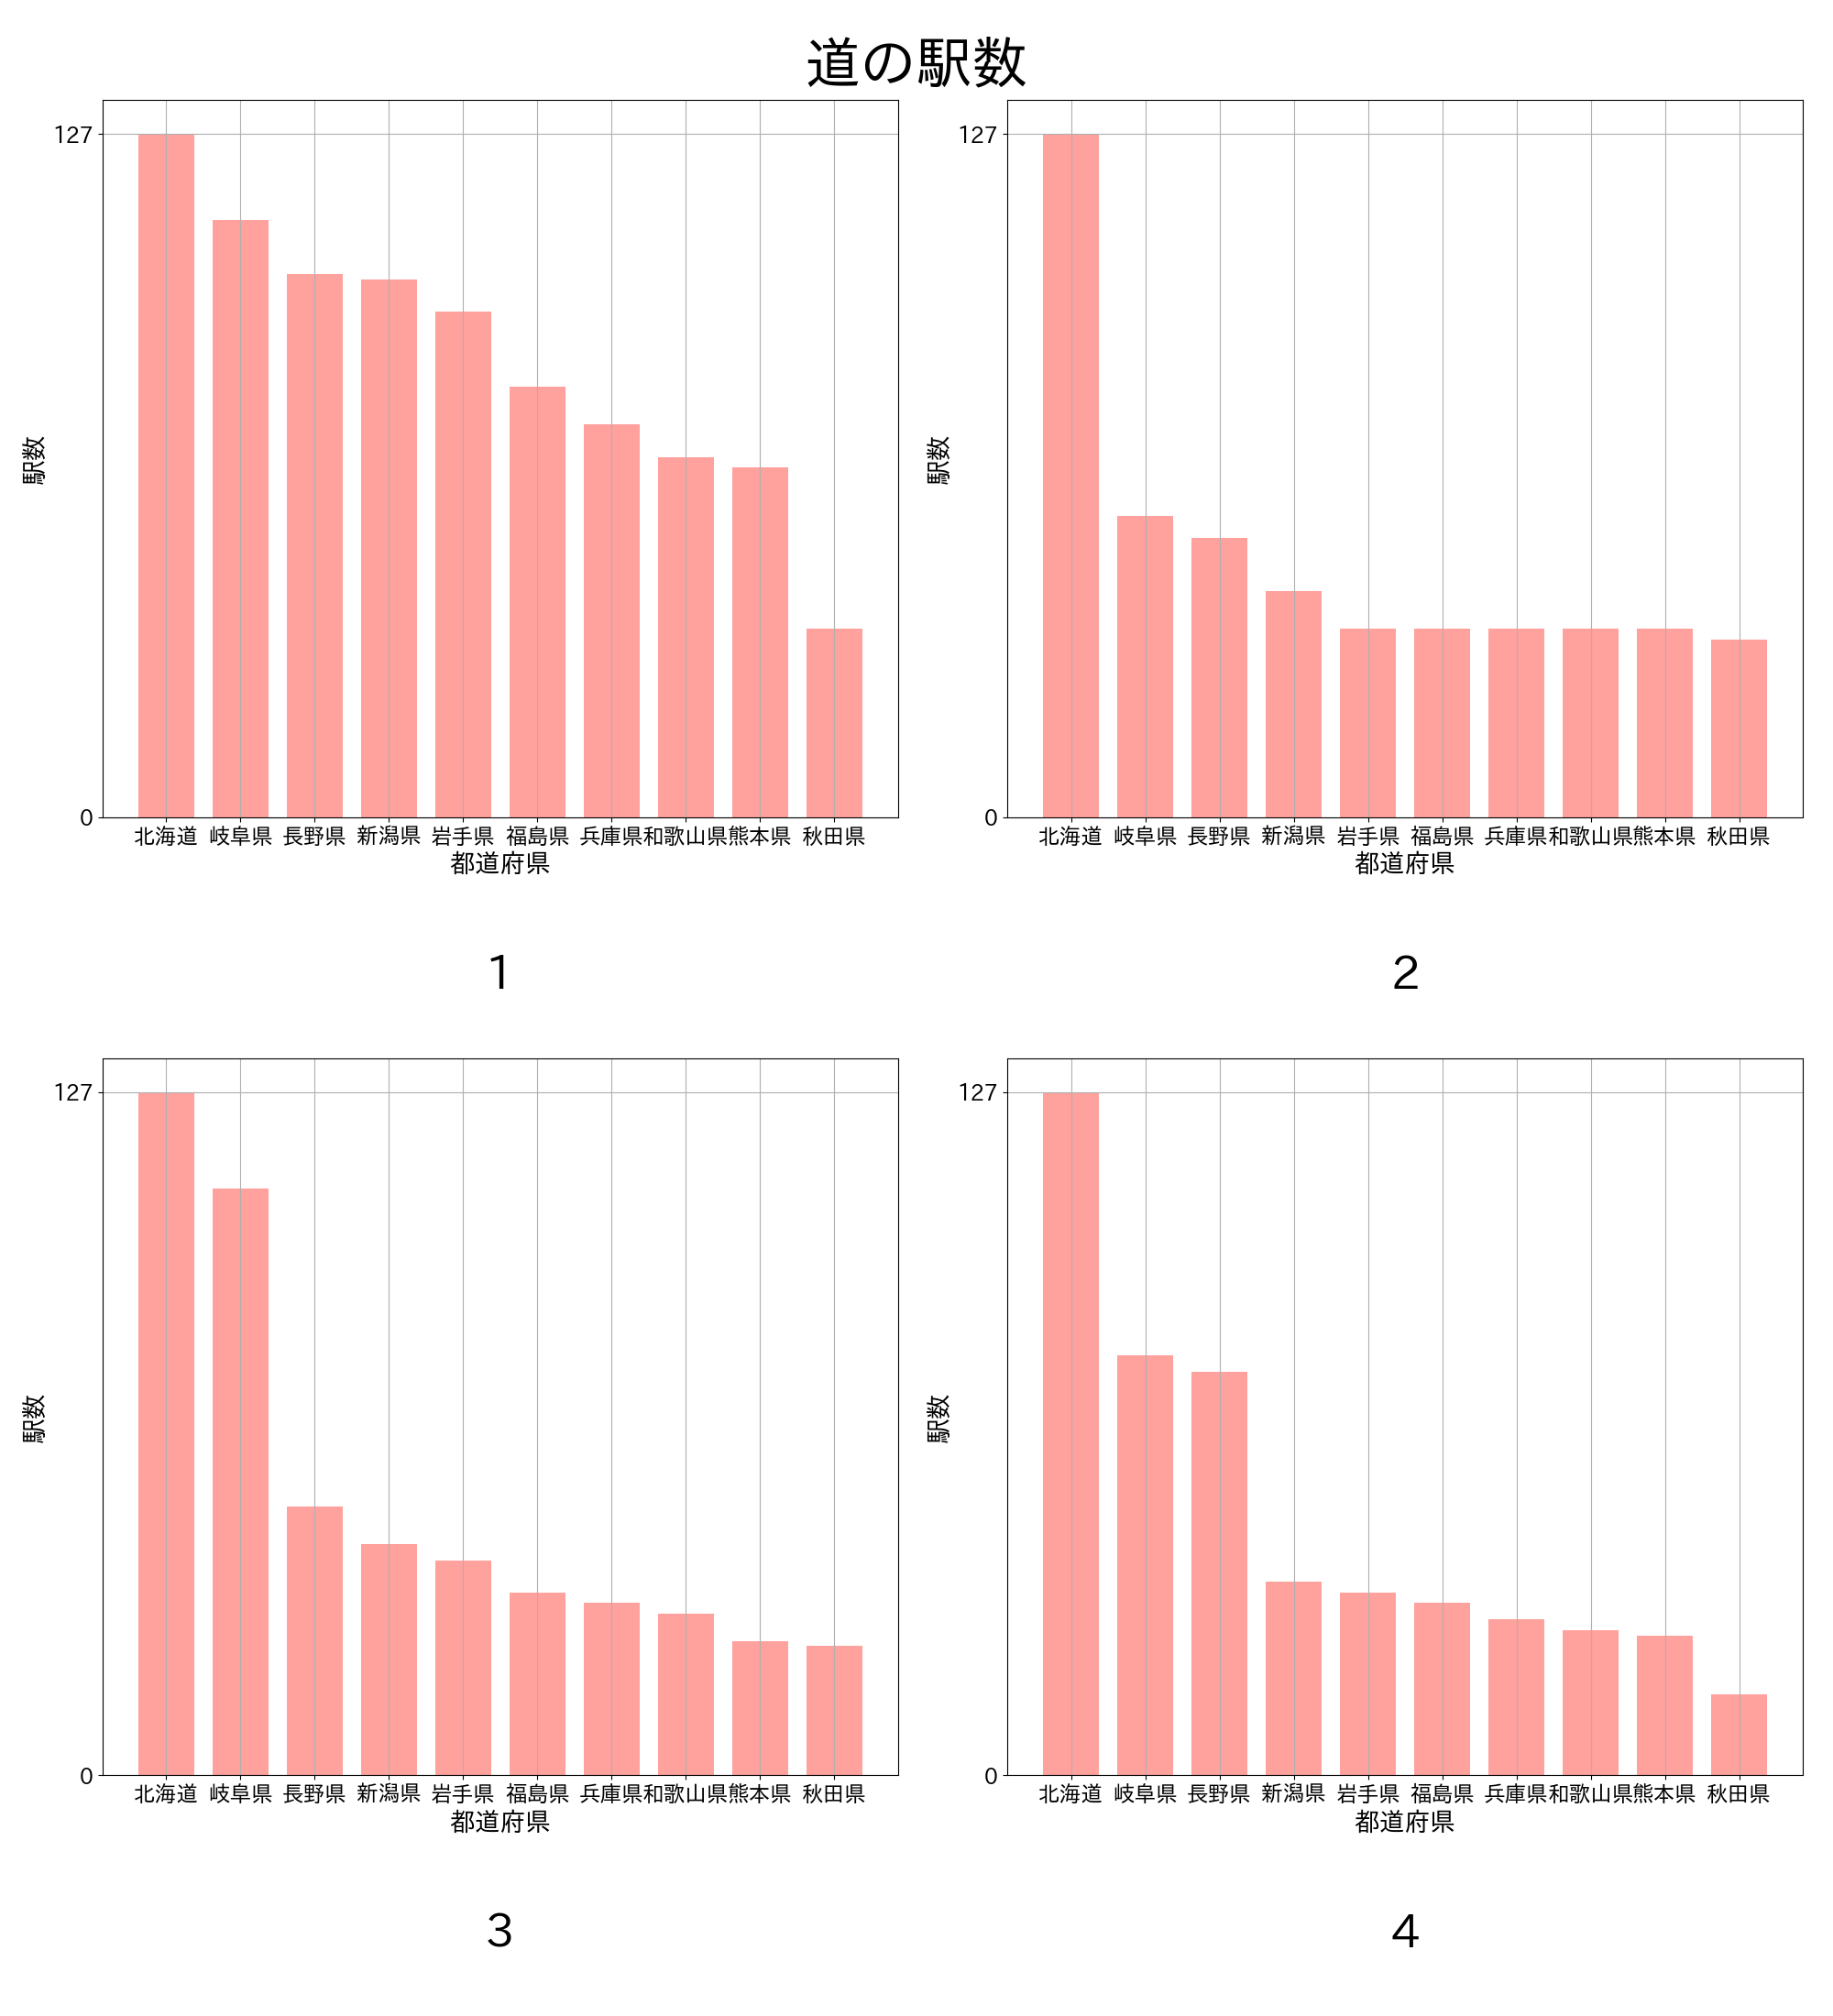 道の駅数
127
0
駅数
北海道 岐阜県 長野県 新潟県 岩手県 福島県 兵庫県 和歌山県 熊本県 秋田県
都道府県
1
127
0
駅数
北海道 岐阜県 長野県 新潟県 岩手県 福島県 兵庫県 和歌山県 熊本県 秋田県
都道府県
2
127
0
駅数
北海道 岐阜県 長野県 新潟県 岩手県 福島県 兵庫県 和歌山県 熊本県 秋田県
都道府県
3
127
0
駅数
北海道 岐阜県 長野県 新潟県 岩手県 福島県 兵庫県 和歌山県 熊本県 秋田県
都道府県
4